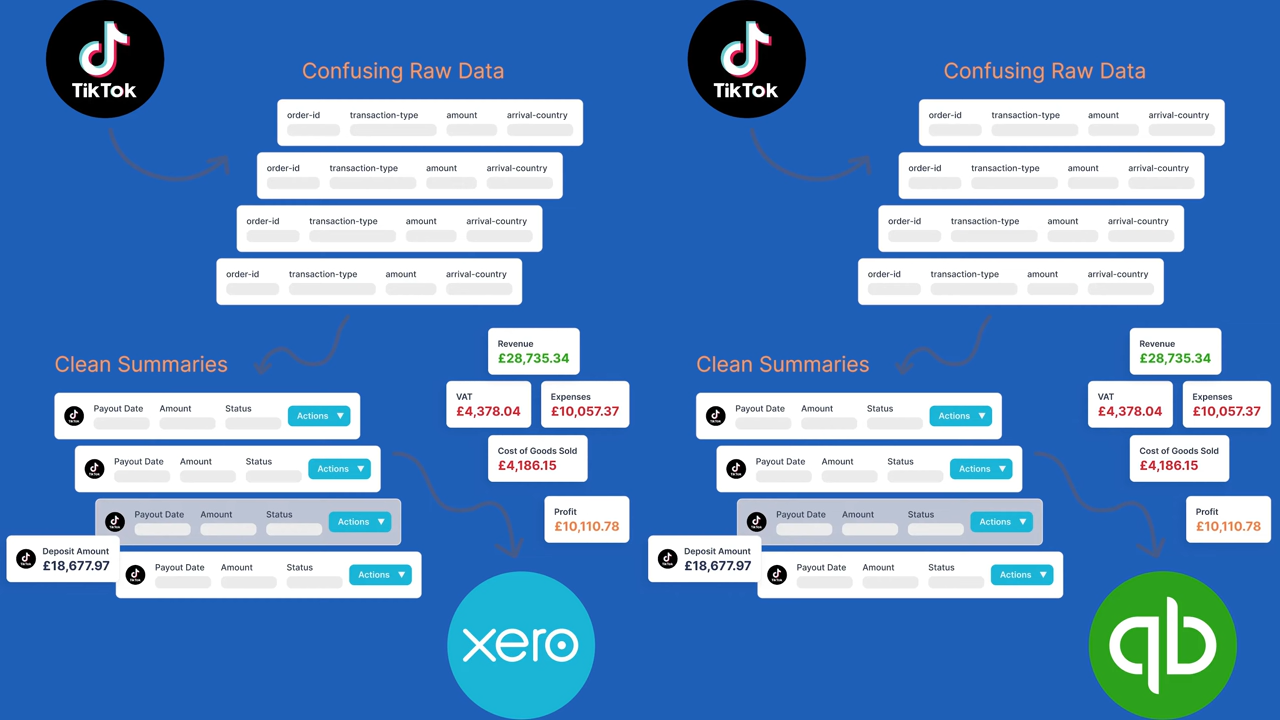 TikTok
Confusing Raw Data
order-id transaction-type amount arrival-country
order-id transaction-type amount arrival-country
order-id transaction-type amount arrival-country
order-id transaction-type amount arrival-country
Clean Summaries
Payout Date Amount Status Actions
Payout Date Amount Status Actions
Payout Date Amount Status Actions
Deposit Amount
£18,677.97
Payout Date Amount Status Actions
Revenue
£28,735.34
VAT
£4,378.04
Expenses
£10,057.37
Cost of Goods Sold
£4,186.15
Profit
£10,110.78
xero
TikTok
Confusing Raw Data
order-id transaction-type amount arrival-country
order-id transaction-type amount arrival-country
order-id transaction-type amount arrival-country
order-id transaction-type amount arrival-country
Clean Summaries
Payout Date Amount Status Actions
Payout Date Amount Status Actions
Payout Date Amount Status Actions
Deposit Amount
£18,677.97
Payout Date Amount Status Actions
Revenue
£28,735.34
VAT
£4,378.04
Expenses
£10,057.37
Cost of Goods Sold
£4,186.15
Profit
£10,110.78
qb